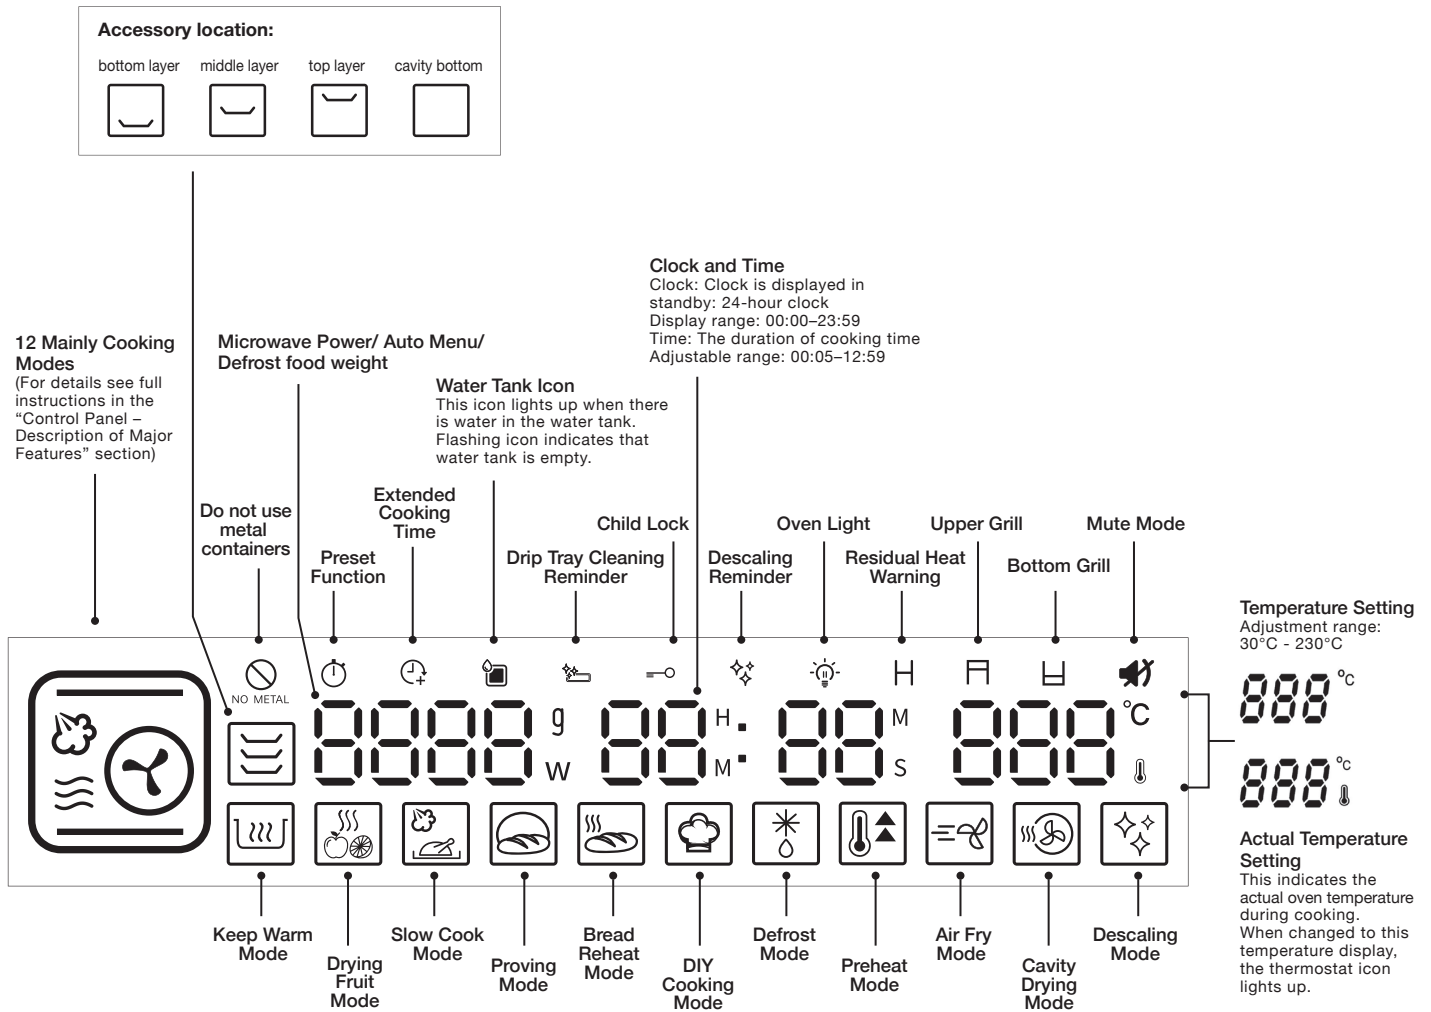 Accessory location:
bottom layer
middle layer
top layer
cavity bottom
Clock and Time
Clock: Clock is displayed in
standby: 24-hour clock
Display range: 00:00–23:59
Time: The duration of cooking time
Adjustable range: 00:05–12:59
12 Mainly Cooking
Modes
(For details see full
instructions in the
“Control Panel –
Description of Major
Features” section)
Microwave Power/ Auto Menu/
Defrost food weight
Water Tank Icon
This icon lights up when there
is water in the water tank.
Flashing icon indicates that
water tank is empty.
Do not use
metal
containers
Preset
Function
Extended
Cooking
Time
Drip Tray Cleaning
Reminder
Child Lock
Descaling
Reminder
Oven Light
Residual Heat
Warning
Upper Grill
Bottom Grill
Mute Mode
NO METAL
8888 g
W
88 H : 88 M
M S
888 °C
Temperature Setting
Adjustment range:
30°C - 230°C
888 °C
888 °C
Actual Temperature
Setting
This indicates the
actual oven temperature
during cooking.
When changed to this
temperature display,
the thermostat icon
lights up.
Keep Warm
Mode
Drying
Fruit
Mode
Slow Cook
Mode
Proving
Mode
Bread
Reheat
Mode
DIY
Cooking
Mode
Defrost
Mode
Preheat
Mode
Air Fry
Mode
Cavity
Drying
Mode
Descaling
Mode